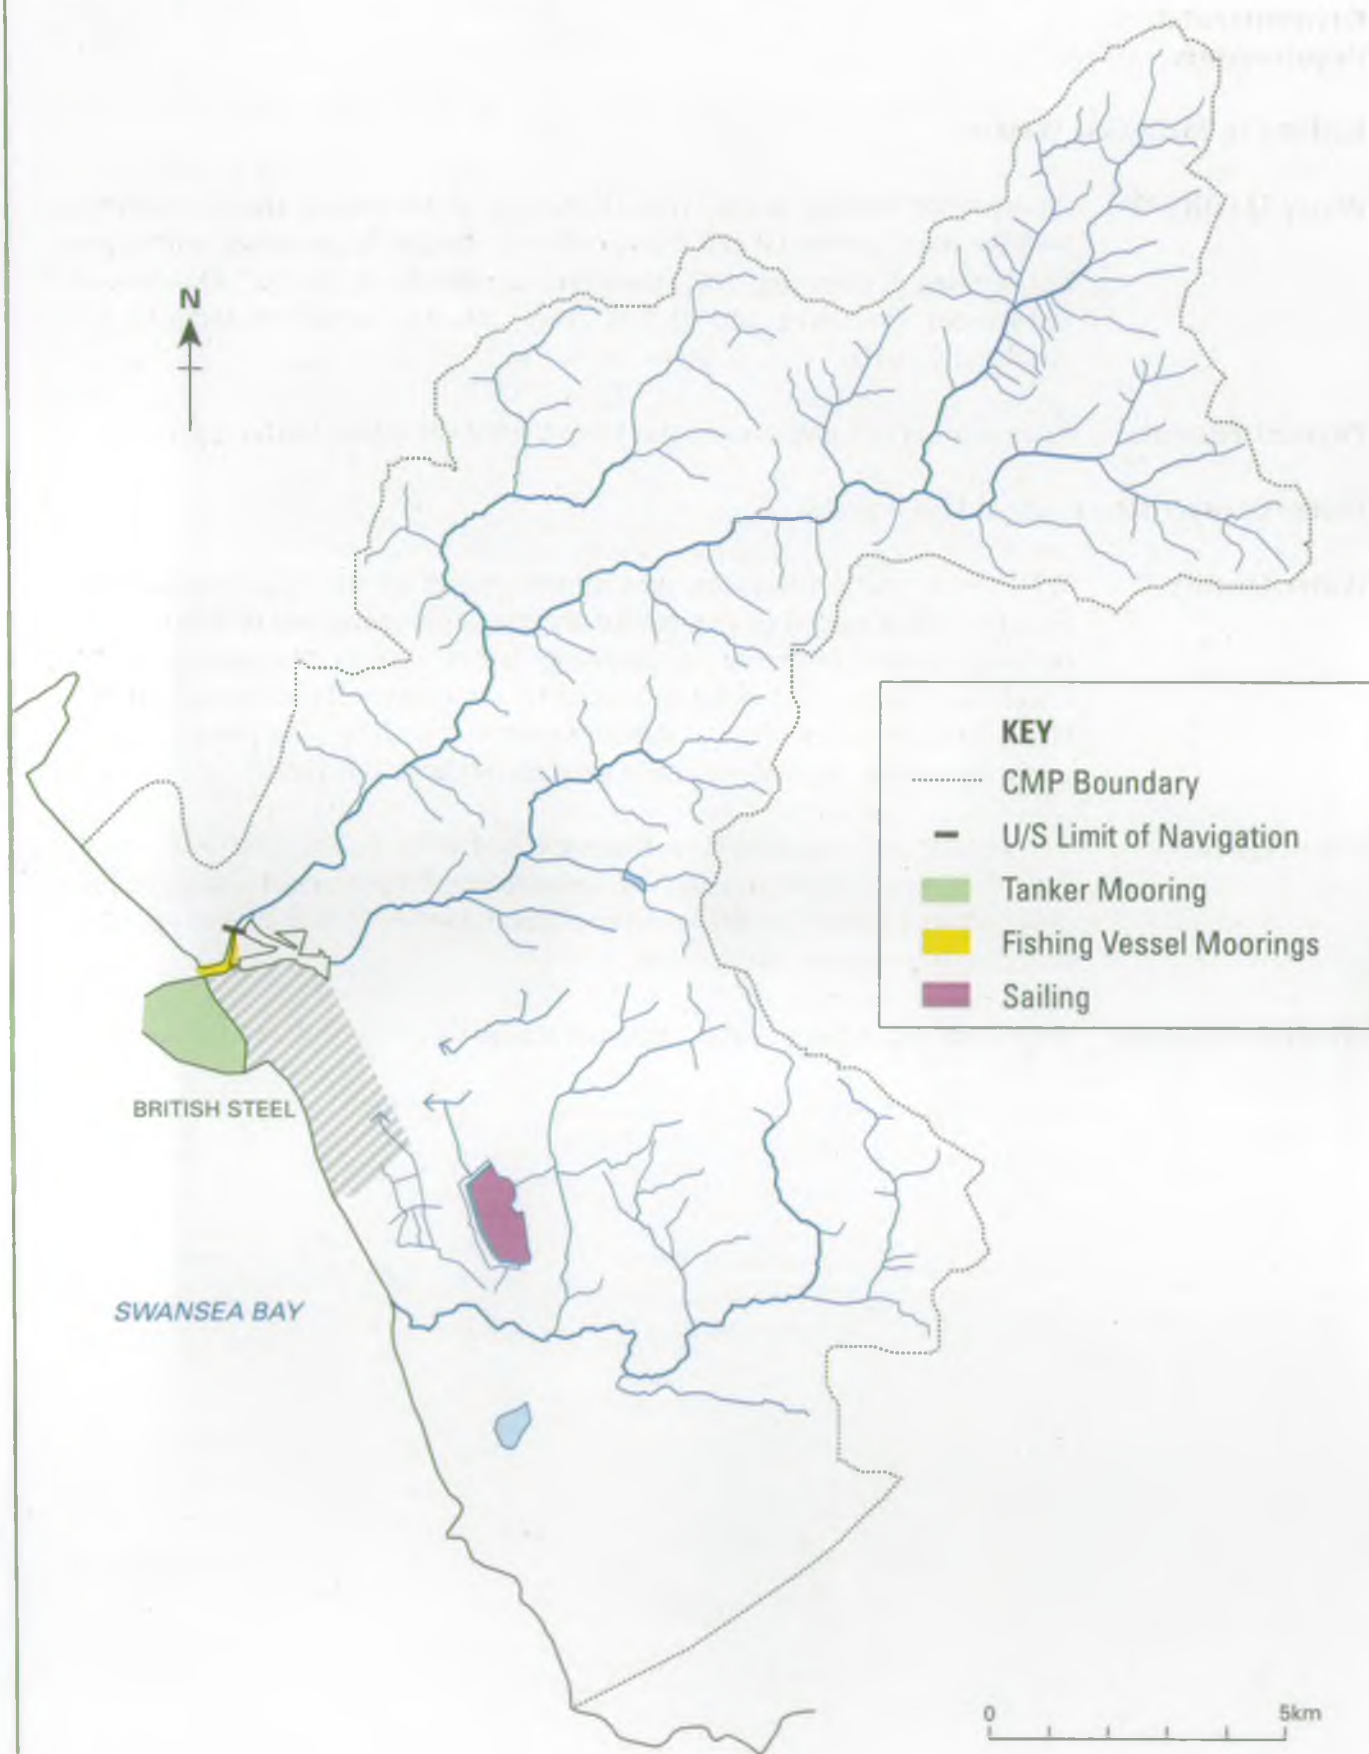 N
KEY
CMP Boundary
U/S Limit of Navigation
Tanker Mooring
Fishing Vessel Moorings
Sailing
BRITISH STEEL
SWANSEA BAY
0 5km